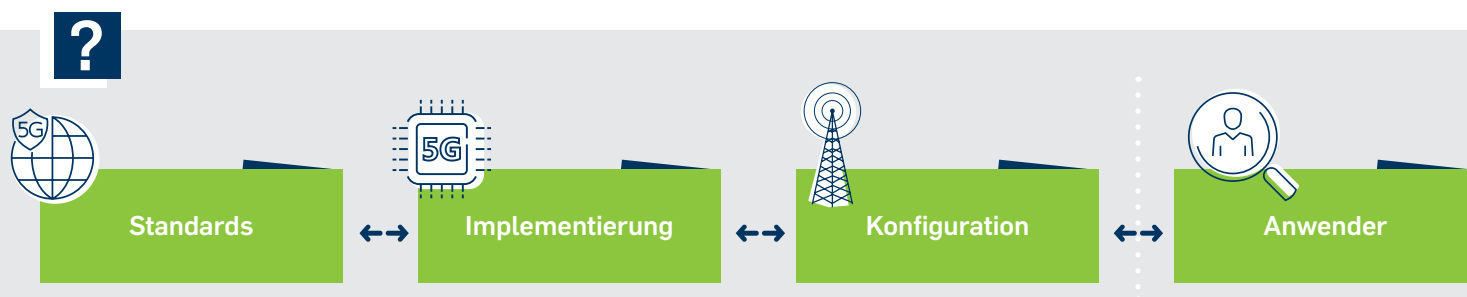 ?
5G
5G
Standards
Implementierung
Konfiguration
Anwender